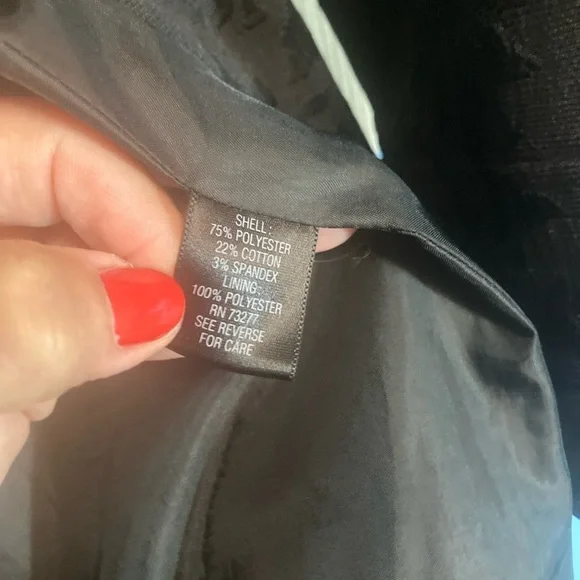 SHELL:
75% POLYESTER
22% COTTON
3% SPANDEX
LINING:
100% POLYESTER
RN 73277
SEE REVERSE
FOR CARE